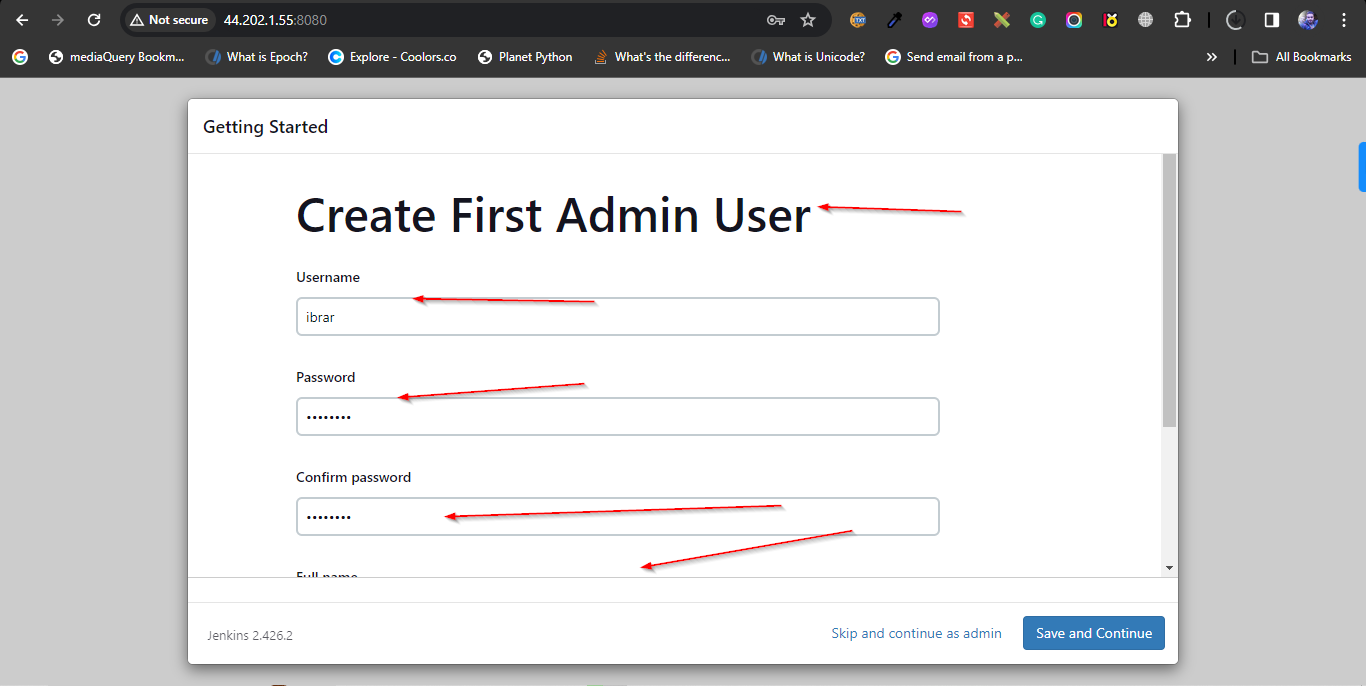 Not secure 44.202.1.55:8080
mediaQuery Bookm... What is Epoch? Explore - Coolors.co Planet Python What's the differenc... What is Unicode? Send email from a p... » All Bookmarks
Getting Started
Create First Admin User
Username
ibrar
Password
••••••••
Confirm password
••••••••
Full name
Jenkins 2.426.2
Skip and continue as admin
Save and Continue